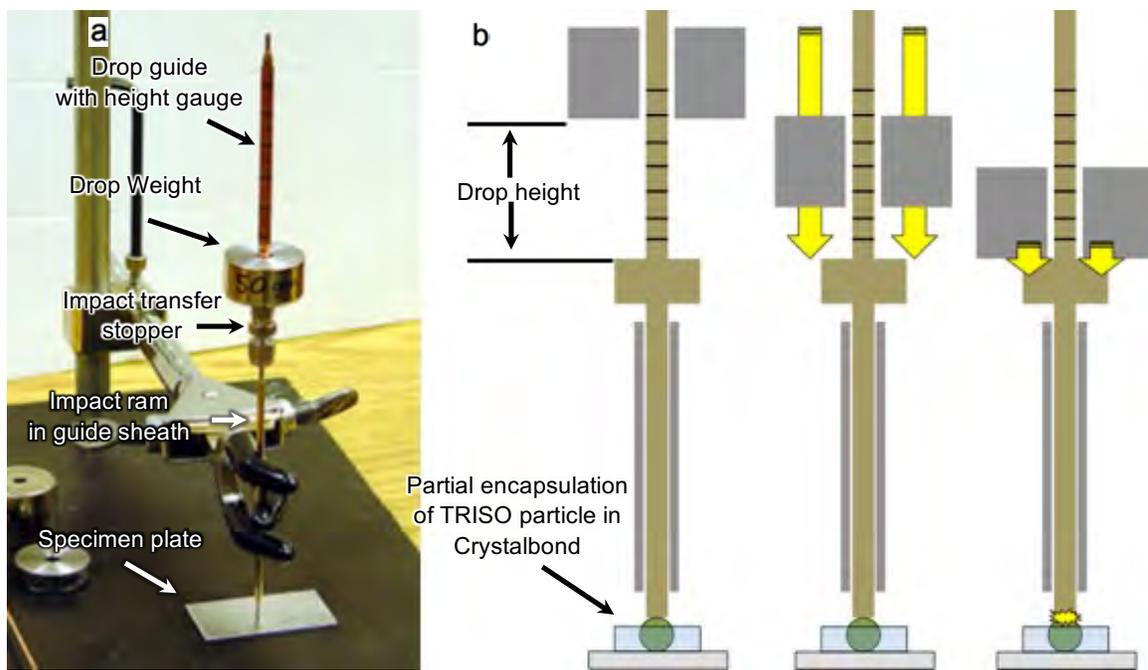 a
Drop guide
with height gauge
Drop Weight
50
Impact transfer
stopper
Impact ram
in guide sheath
Specimen plate
b
Drop height
Partial encapsulation
of TRISO particle in
Crystalbond